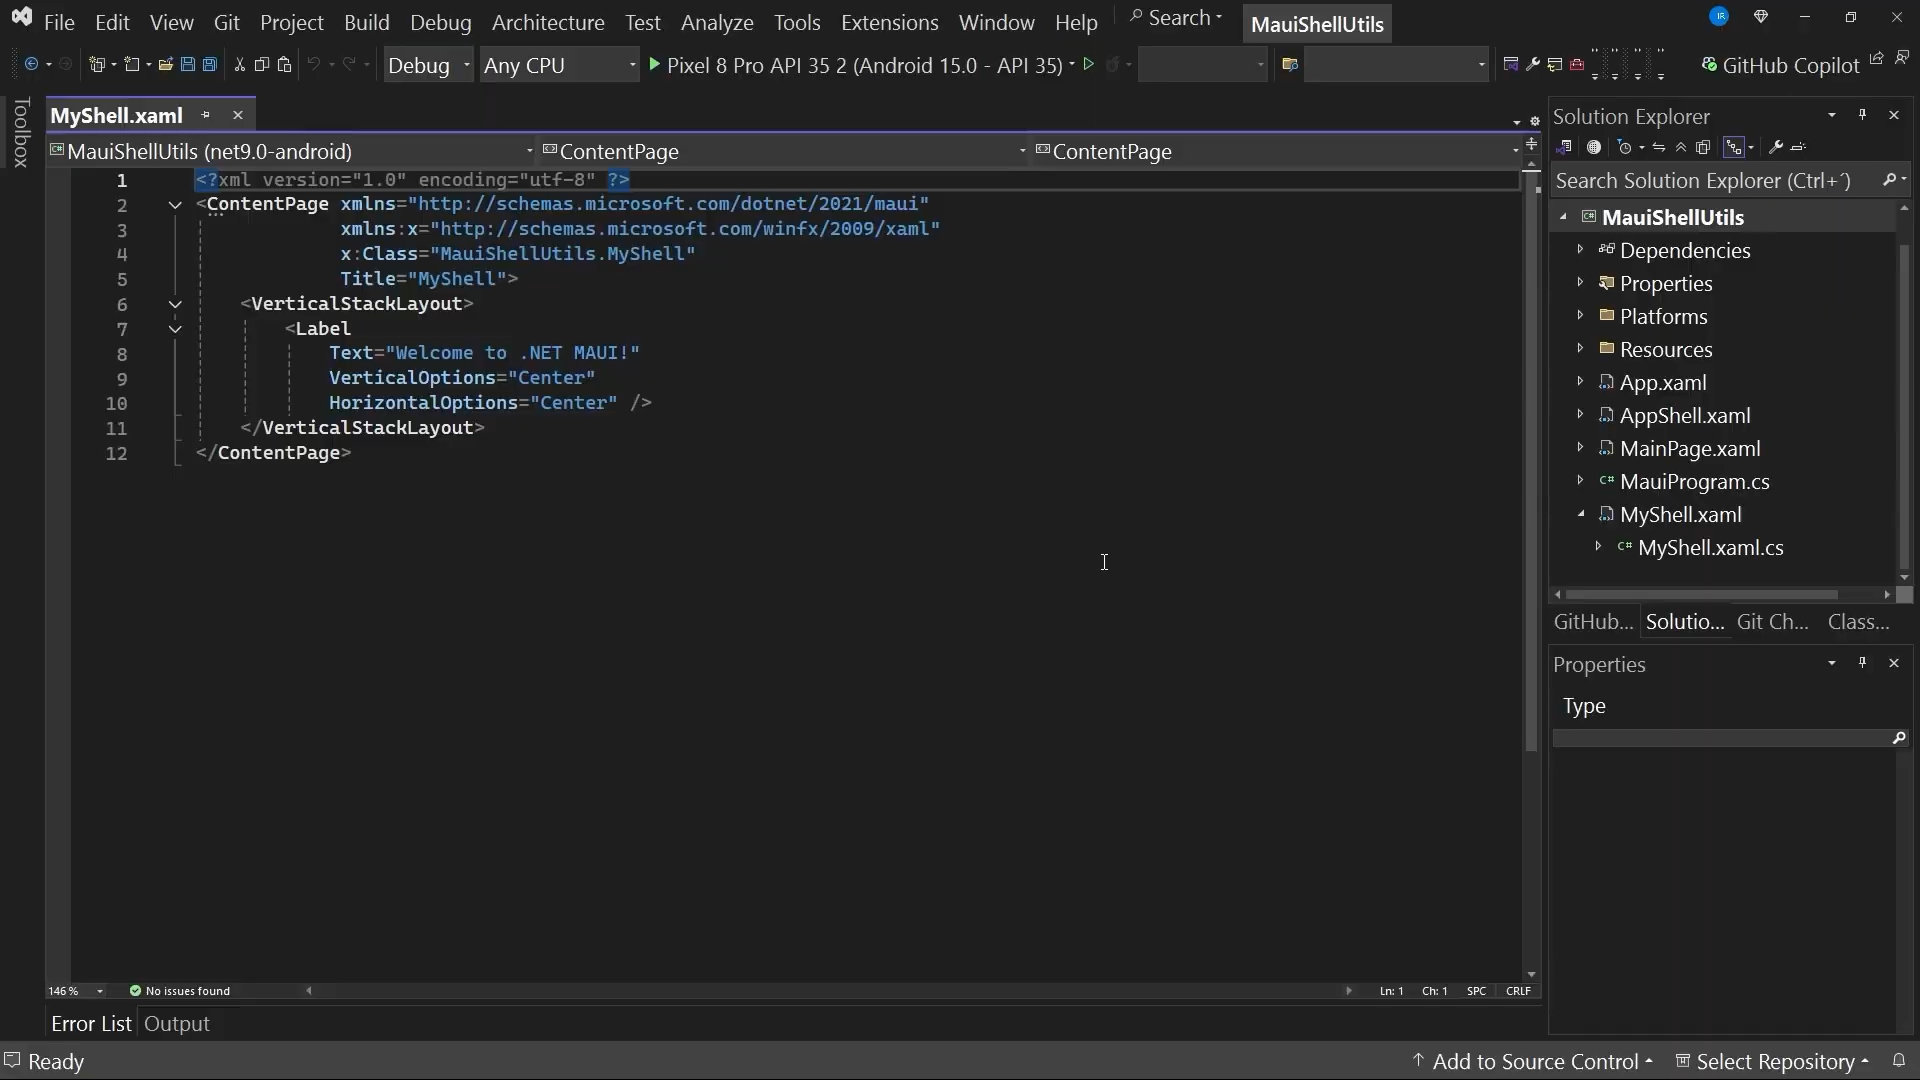 File Edit View Git Project Build Debug Architecture Test Analyze Tools Extensions Window Help Search MauiShellUtils IR
Debug Any CPU Pixel 8 Pro API 35 2 (Android 15.0 - API 35) GitHub Copilot
Toolbox
MyShell.xaml
MauiShellUtils (net9.0-android) ContentPage ContentPage
1 <?xml version="1.0" encoding="utf-8" ?>
2 <ContentPage xmlns="http://schemas.microsoft.com/dotnet/2021/maui"
3 xmlns:x="http://schemas.microsoft.com/winfx/2009/xaml"
4 x:Class="MauiShellUtils.MyShell"
5 Title="MyShell">
6 <VerticalStackLayout>
7 <Label
8 Text="Welcome to .NET MAUI!"
9 VerticalOptions="Center"
10 HorizontalOptions="Center" />
11 </VerticalStackLayout>
12 </ContentPage>
146 % No issues found Ln: 1 Ch: 1 SPC CRLF
Error List Output
Solution Explorer
Search Solution Explorer (Ctrl+´)
MauiShellUtils
Dependencies
Properties
Platforms
Resources
App.xaml
AppShell.xaml
MainPage.xaml
C# MauiProgram.cs
MyShell.xaml
C# MyShell.xaml.cs
GitHub... Solutio... Git Ch... Class...
Properties
Type
Ready Add to Source Control Select Repository